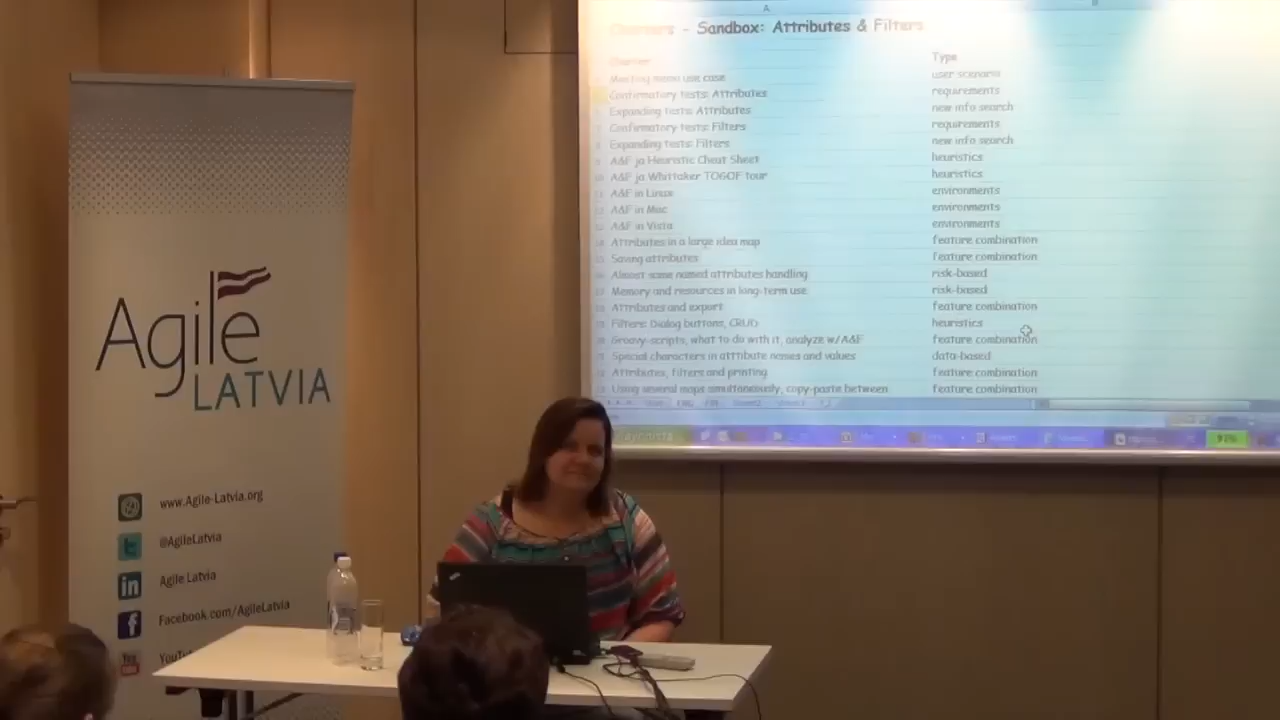 Agile
LATVIA
www.Agile-Latvia.org
@AgileLatvia
in
Agile Latvia
f
Facebook.com/AgileLatvia
You
A
Charters - Sandbox: Attributes & Filters
Charter Type
Meeting memo use case user scenario
Confirmatory tests: Attributes requirements
Expanding tests: Attributes new info search
Confirmatory tests: Filters requirements
Expanding tests: Filters new info search
A&F ja Heuristic Cheat Sheet heuristics
A&F ja Whittaker TOGOF tour heuristics
A&F in Linux environments
A&F in Mac environments
A&F in Vista environments
Attributes in a large idea map feature combination
Saving attributes feature combination
Almost same named attributes handling risk-based
Memory and resources in long-term use risk-based
Attributes and export feature combination
Filters: Dialog buttons, CRUD heuristics
Groovy-scripts, what to do with it, analyze w/A&F feature combination
Special characters in attribute names and values data-based
Attributes, filters and printing feature combination
Using several maps simultaneously, copy-paste between feature combination